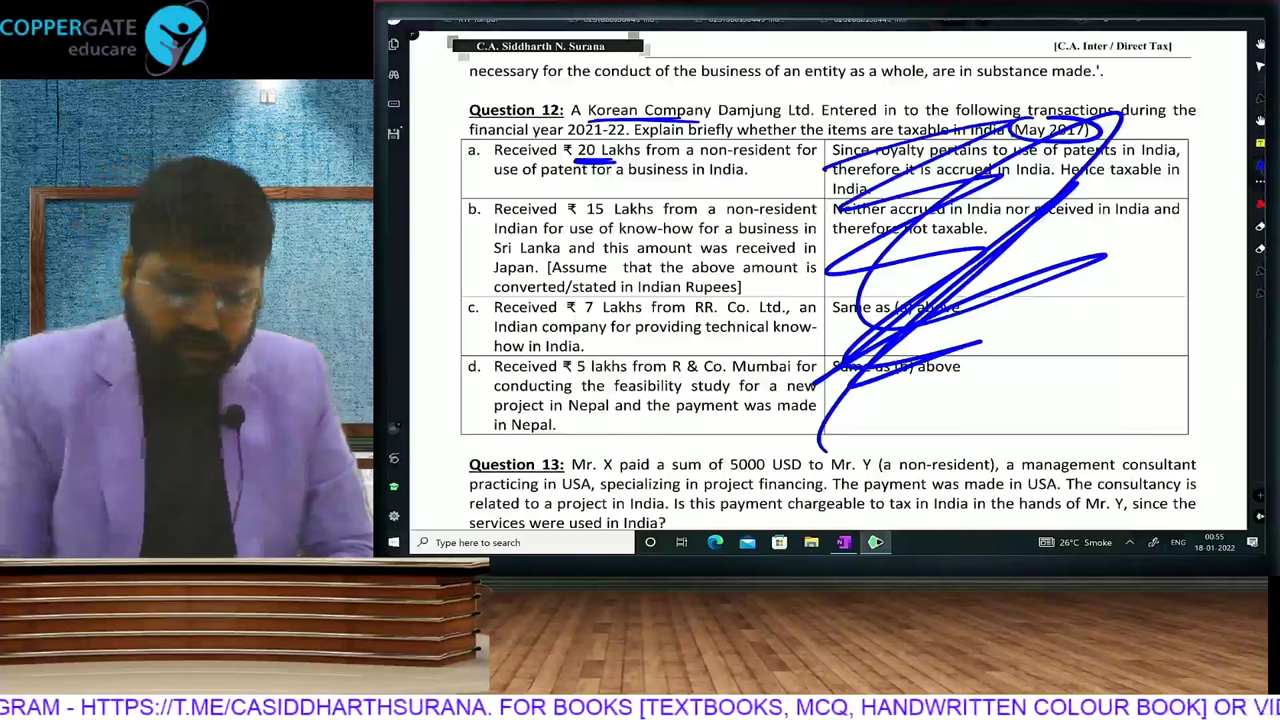 COPPERGATE
educare
C.A. Siddharth N. Surana
[C.A. Inter / Direct Tax]
necessary for the conduct of the business of an entity as a whole, are in substance made.'.
Question 12: A Korean Company Damjung Ltd. Entered in to the following transactions during the
financial year 2021-22. Explain briefly whether the items are taxable in India (May 2017)
a. Received ₹ 20 Lakhs from a non-resident for
use of patent for a business in India.
Since royalty pertains to use of patents in India,
therefore it is accrued in India. Hence taxable in
India.
b. Received ₹ 15 Lakhs from a non-resident
Indian for use of know-how for a business in
Sri Lanka and this amount was received in
Japan. [Assume that the above amount is
converted/stated in Indian Rupees]
Neither accrued in India nor received in India and
therefore not taxable.
c. Received ₹ 7 Lakhs from RR. Co. Ltd., an
Indian company for providing technical know-
how in India.
Same as (a) above
d. Received ₹ 5 lakhs from R & Co. Mumbai for
conducting the feasibility study for a new
project in Nepal and the payment was made
in Nepal.
Same as (b) above
Question 13: Mr. X paid a sum of 5000 USD to Mr. Y (a non-resident), a management consultant
practicing in USA, specializing in project financing. The payment was made in USA. The consultancy is
related to a project in India. Is this payment chargeable to tax in India in the hands of Mr. Y, since the
services were used in India?
Type here to search
26°C Smoke
ENG
00:55
18-01-2022
GRAM - HTTPS://T.ME/CASIDDHARTHSURANA. FOR BOOKS [TEXTBOOKS, MCQ, HANDWRITTEN COLOUR BOOK] OR VI